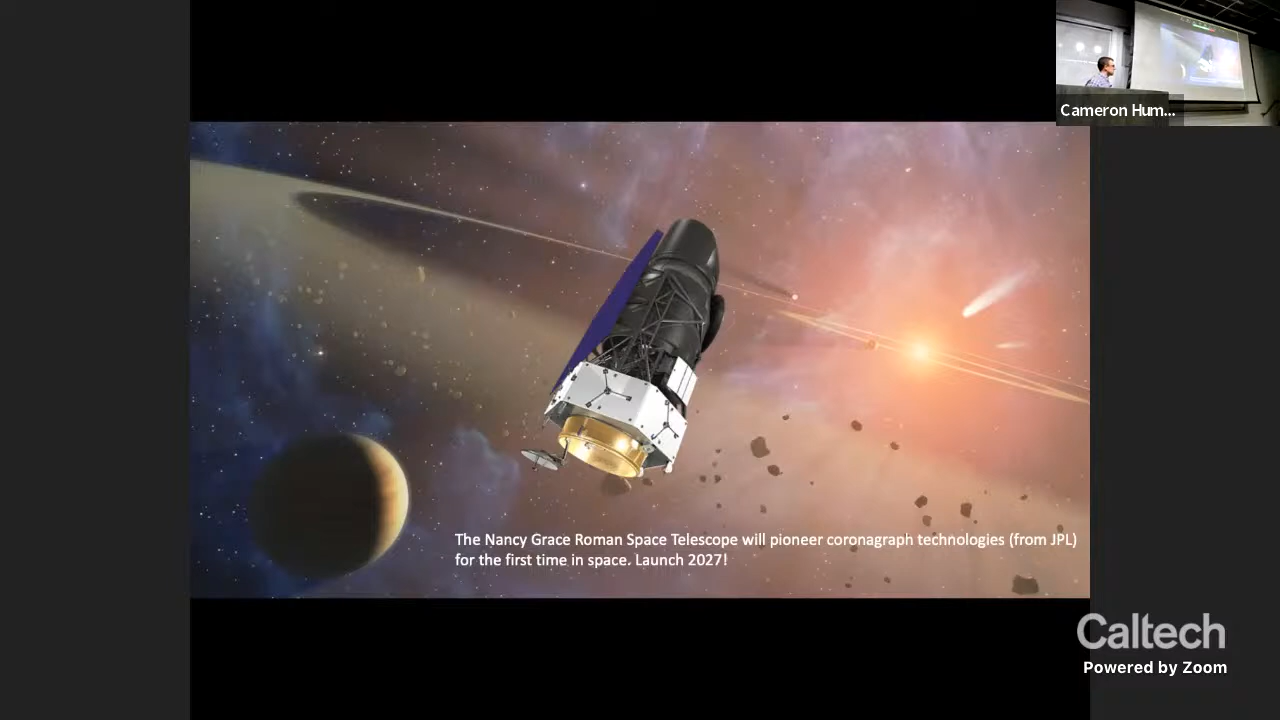 Cameron Hum...
The Nancy Grace Roman Space Telescope will pioneer coronagraph technologies (from JPL)
for the first time in space. Launch 2027!
Caltech
Powered by Zoom